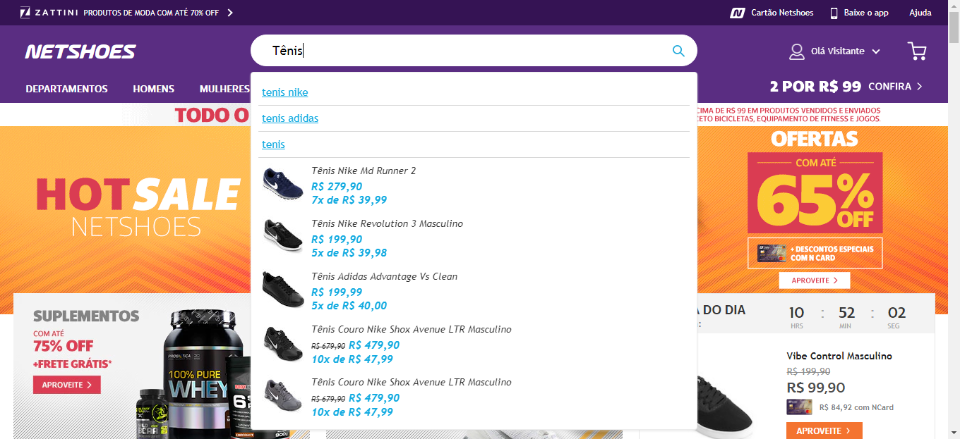 ZATTINI PRODUTOS DE MODA COM ATÉ 70% OFF
Cartão Netshoes
Baixe o app
Ajuda
NETSHOES
Tênis
Olá Visitante
DEPARTAMENTOS
HOMENS
MULHERES
2 POR R$ 99 CONFIRA
TODO O
CIMA DE R$ 99 EM PRODUTOS VENDIDOS E ENVIADOS
CETO BICICLETAS, EQUIPAMENTO DE FITNESS E JOGOS.
tenis nike
tenis adidas
tenis
Tênis Nike Md Runner 2
R$ 279,90
7x de R$ 39,99
Tênis Nike Revolution 3 Masculino
R$ 199,90
5x de R$ 39,98
Tênis Adidas Advantage Vs Clean
R$ 199,99
5x de R$ 40,00
Tênis Couro Nike Shox Avenue LTR Masculino
R$ 679,90 R$ 479,90
10x de R$ 47,99
Tênis Couro Nike Shox Avenue LTR Masculino
R$ 679,90 R$ 479,90
10x de R$ 47,99
HOT SALE
NETSHOES
OFERTAS
COM ATÉ
65% OFF
+ DESCONTOS ESPECIAIS
COM N CARD
APROVEITE
SUPLEMENTOS
COM ATÉ
75% OFF
+FRETE GRÁTIS*
APROVEITE
100% PURE
WHEY
A DO DIA
:
10 : 52 : 02
HRS MIN SEG
Vibe Control Masculino
R$ 199,90
R$ 99,90
R$ 84,92 com NCard
APROVEITE